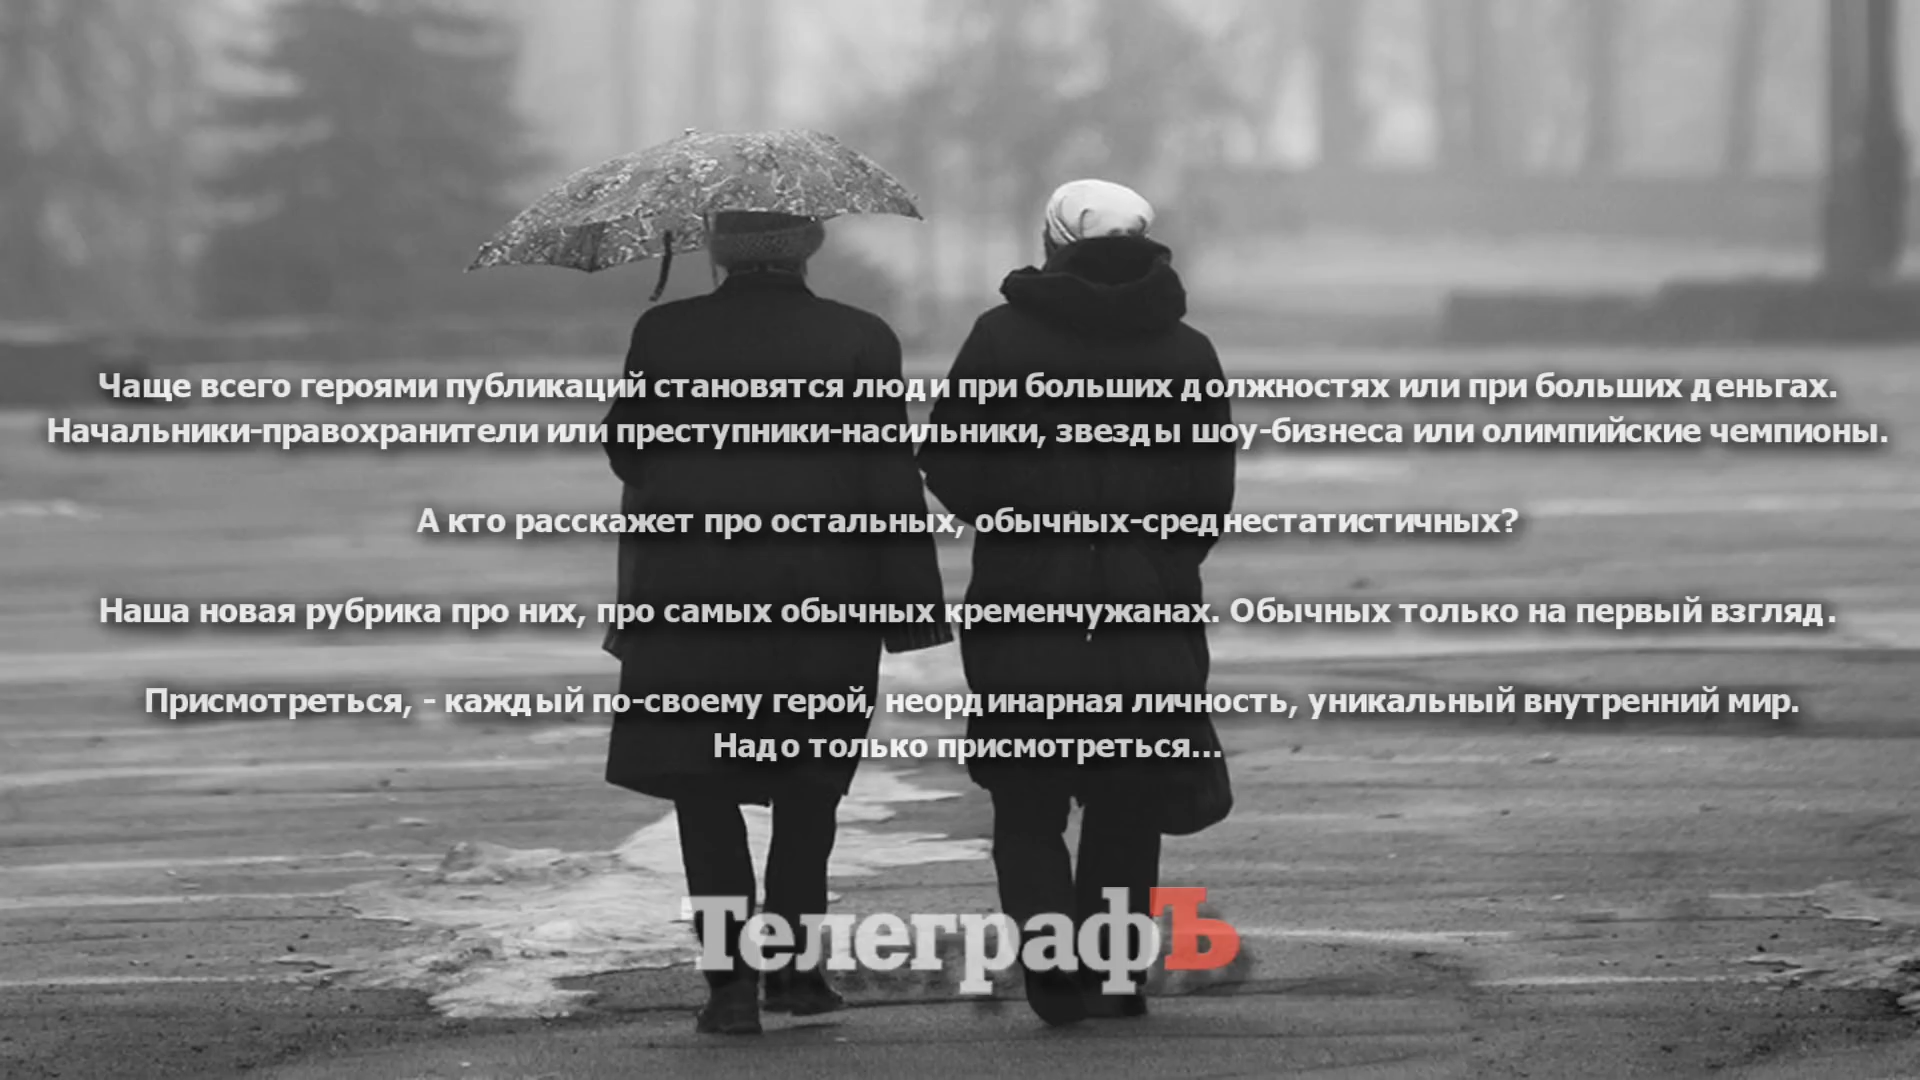 Чаще всего героями публикаций становятся люди при больших должностях или при больших деньгах.
Начальники-правохранители или преступники-насильники, звезды шоу-бизнеса или олимпийские чемпионы.
А кто расскажет про остальных, обычных-среднестатистичных?
Наша новая рубрика про них, про самых обычных кременчужанах. Обычных только на первый взгляд.
Присмотреться, - каждый по-своему герой, неординарная личность, уникальный внутренний мир.
Надо только присмотреться...
ТелеграфЪ